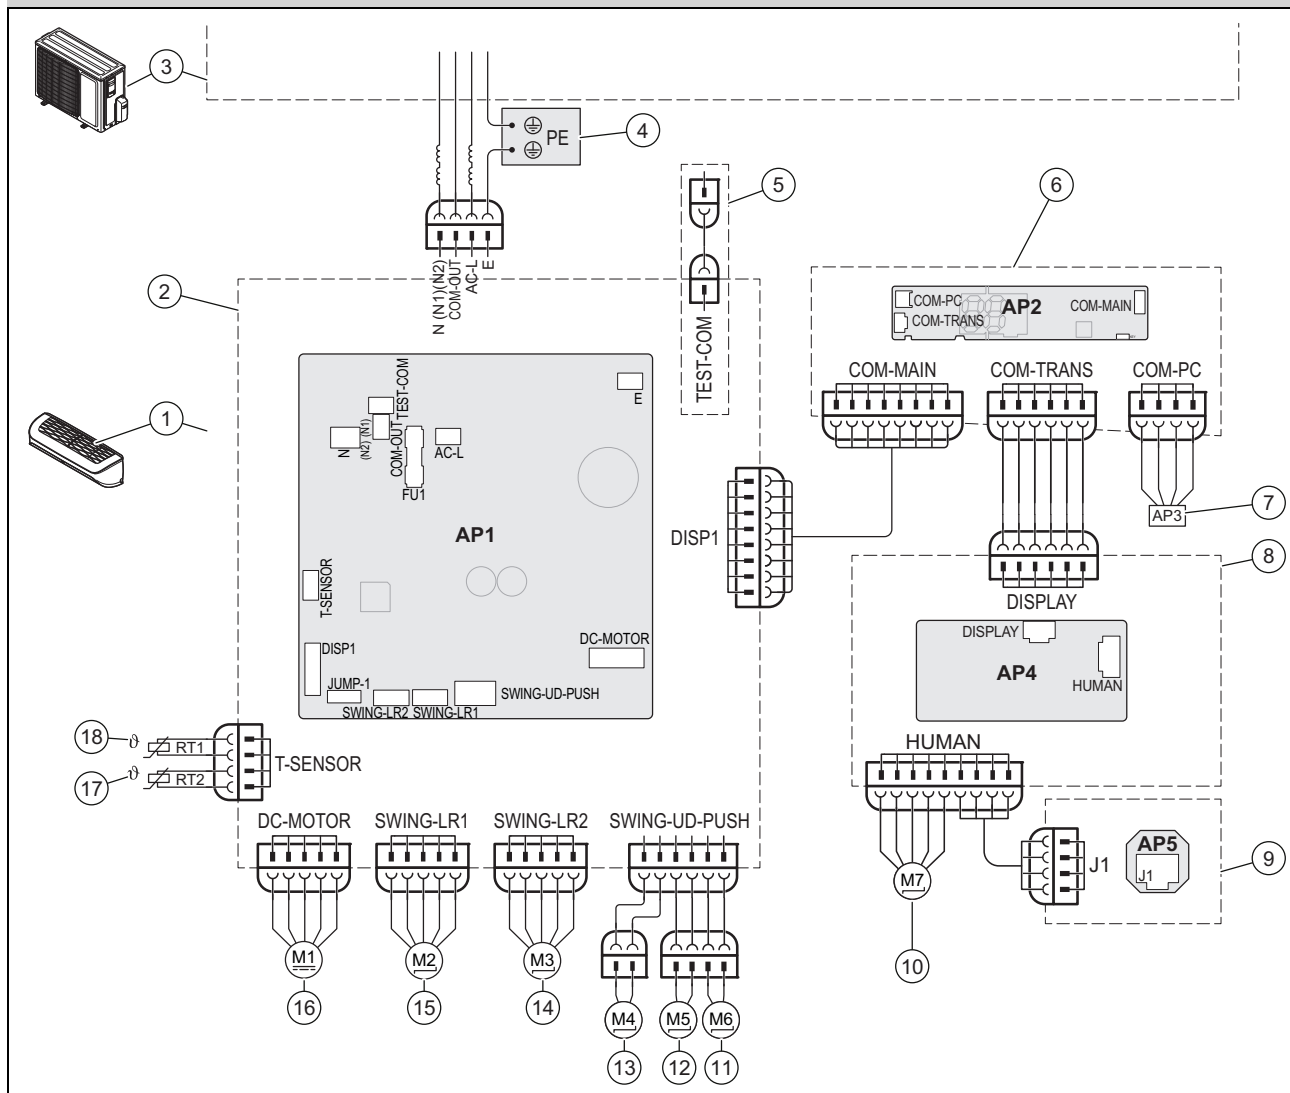 3
4
PE
5
6
2
N (N1)(N2)
COM-OUT
AC-L
E
TEST-COM
COM-PC
COM-TRANS
AP2
COM-MAIN
COM-MAIN
COM-TRANS
COM-PC
1
TEST-COM
E
N
(N2) (N1)
COM-OUT
AC-L
FU1
AP1
DISP1
AP3
7
8
T-SENSOR
DISPLAY
DISPLAY
AP4
HUMAN
DISP1
DC-MOTOR
JUMP-1
SWING-UD-PUSH
SWING-LR2 SWING-LR1
18
ϑ
RT1
17
ϑ
RT2
T-SENSOR
HUMAN
DC-MOTOR
SWING-LR1
SWING-LR2
SWING-UD-PUSH
J1
AP5
J1
9
M7
10
M1
M2
M3
16
15
14
M4
M5
M6
13
12
11